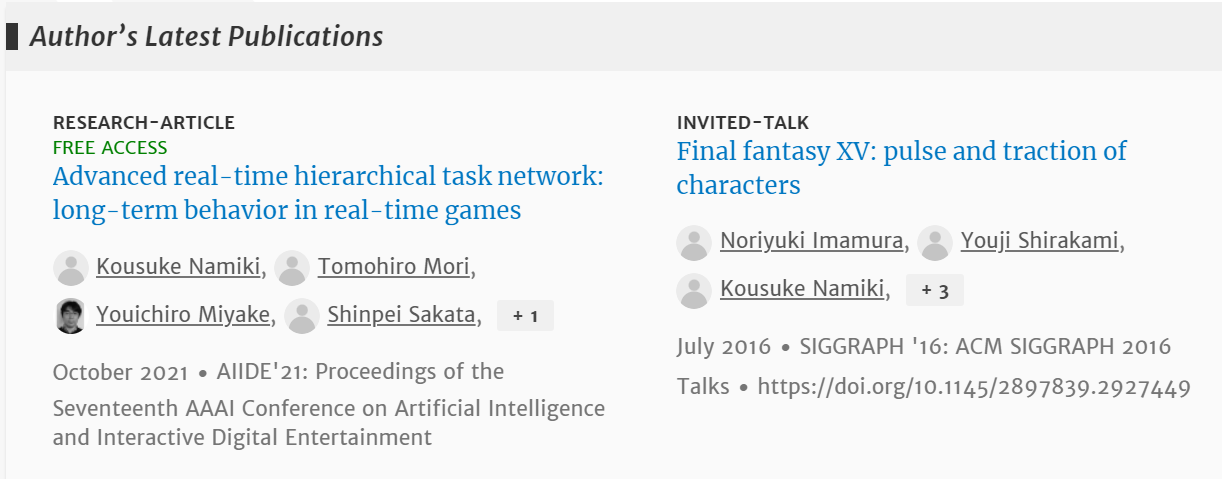 Author’s Latest Publications
RESEARCH-ARTICLE
FREE ACCESS
Advanced real-time hierarchical task network:
long-term behavior in real-time games
Kousuke Namiki, Tomohiro Mori,
Youichiro Miyake, Shinpei Sakata, + 1
October 2021 • AIIDE'21: Proceedings of the
Seventeenth AAAI Conference on Artificial Intelligence
and Interactive Digital Entertainment
INVITED-TALK
Final fantasy XV: pulse and traction of
characters
Noriyuki Imamura, Youji Shirakami,
Kousuke Namiki, + 3
July 2016 • SIGGRAPH '16: ACM SIGGRAPH 2016
Talks • https://doi.org/10.1145/2897839.2927449